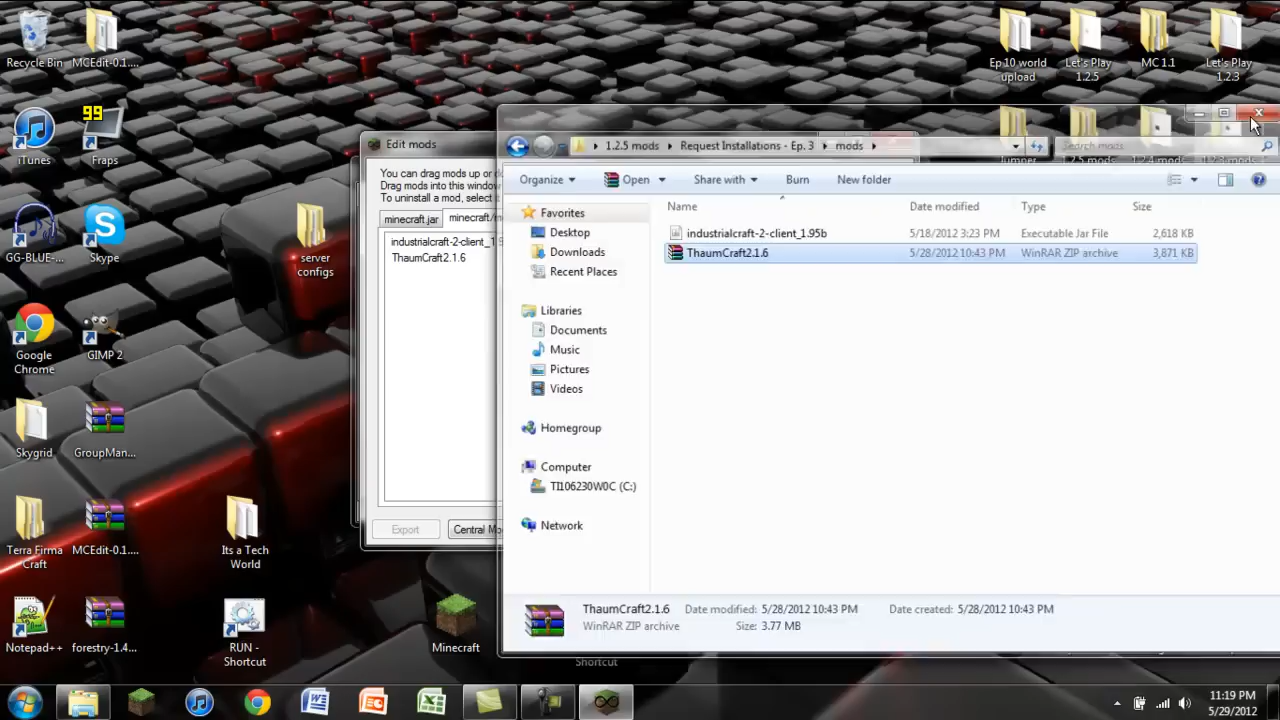 Recycle Bin
MCEdit-0.1....
iTunes
99
Fraps
GG-BLUE-...
Skype
server
configs
Google
Chrome
GIMP 2
Skygrid
GroupMan...
Terra Firma
Craft
MCEdit-0.1....
Its a Tech
World
Notepad++
forestry-1.4...
RUN -
Shortcut
Minecraft
Shortcut
Ep 10 world
upload
Let's Play
1.2.5
MC 1.1
Let's Play
1.2.3
Edit mods
You can drag mods up or do
Drag mods into this window
To uninstall a mod, select it
minecraft.jar
minecraft/m
industrialcraft-2-client_1.9
ThaumCraft2.1.6
Export
Central Mo
1.2.5 mods
Request Installations - Ep. 3
mods
Search mods
Organize
Open
Share with
Burn
New folder
Name
Date modified
Type
Size
industrialcraft-2-client_1.95b
5/18/2012 3:23 PM
Executable Jar File
2,618 KB
ThaumCraft2.1.6
5/28/2012 10:43 PM
WinRAR ZIP archive
3,871 KB
Favorites
Desktop
Downloads
Recent Places
Libraries
Documents
Music
Pictures
Videos
Homegroup
Computer
TI106230W0C (C:)
Network
ThaumCraft2.1.6
Date modified: 5/28/2012 10:43 PM
Date created: 5/28/2012 10:43 PM
WinRAR ZIP archive
Size: 3.77 MB
11:19 PM
5/29/2012